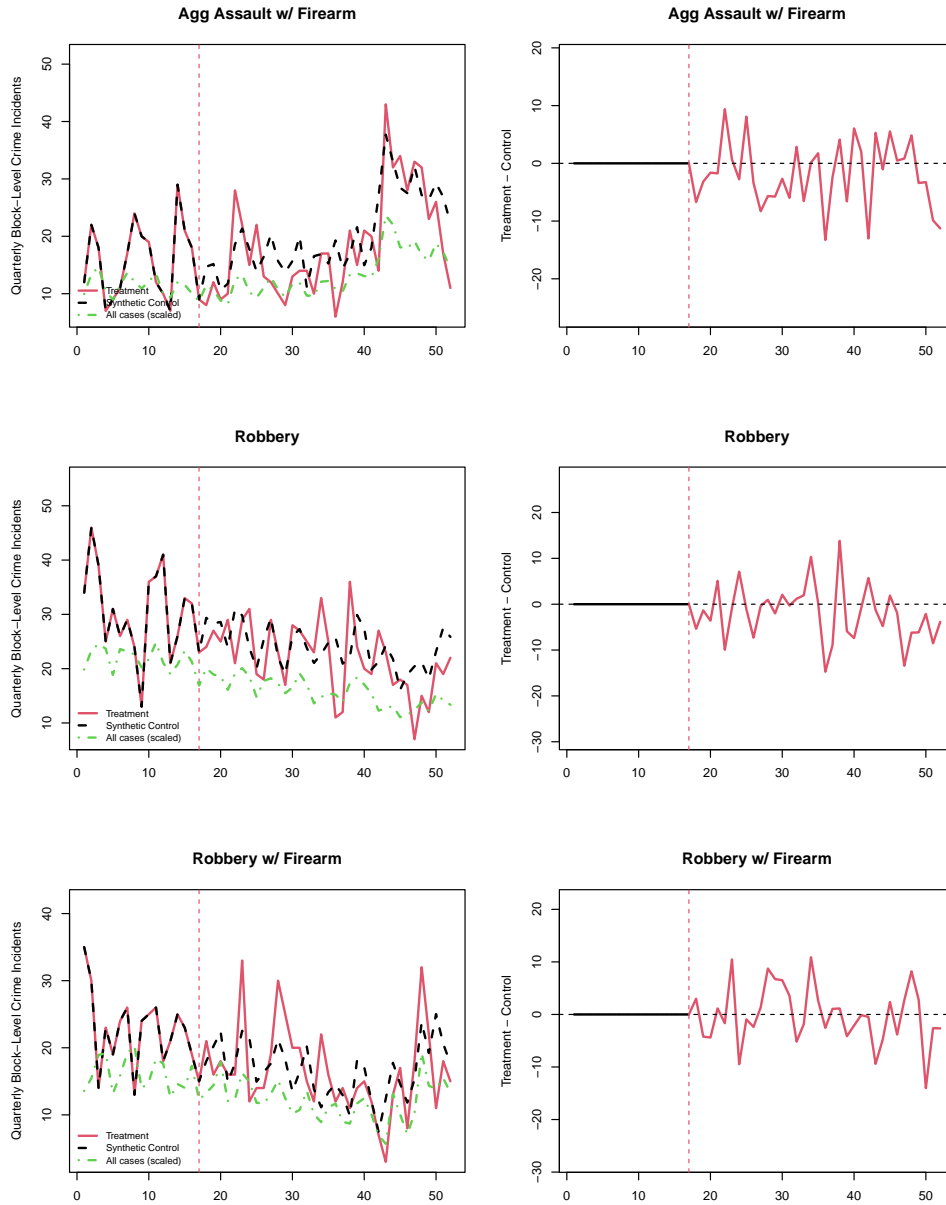 Agg Assault w/ Firearm
Quarterly Block−Level Crime Incidents
50
40
30
20
10
Treatment
Synthetic Control
All cases (scaled)
0 10 20 30 40 50
Agg Assault w/ Firearm
Treatment − Control
20
10
0
−10
−20
0 10 20 30 40 50
Robbery
Quarterly Block−Level Crime Incidents
50
40
30
20
10
Treatment
Synthetic Control
All cases (scaled)
0 10 20 30 40 50
Robbery
Treatment − Control
20
10
0
−10
−20
−30
0 10 20 30 40 50
Robbery w/ Firearm
Quarterly Block−Level Crime Incidents
40
30
20
10
Treatment
Synthetic Control
All cases (scaled)
0 10 20 30 40 50
Robbery w/ Firearm
Treatment − Control
20
10
0
−10
−20
−30
0 10 20 30 40 50